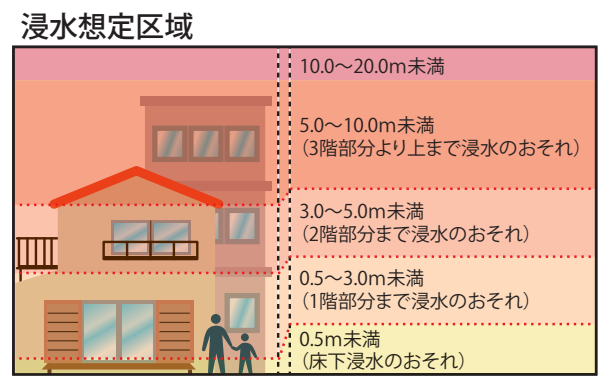 浸水想定区域
10.0～20.0m未満
5.0～10.0m未満
（3階部分より上まで浸水のおそれ）
3.0～5.0m未満
（2階部分まで浸水のおそれ）
0.5～3.0m未満
（1階部分まで浸水のおそれ）
0.5m未満
（床下浸水のおそれ）